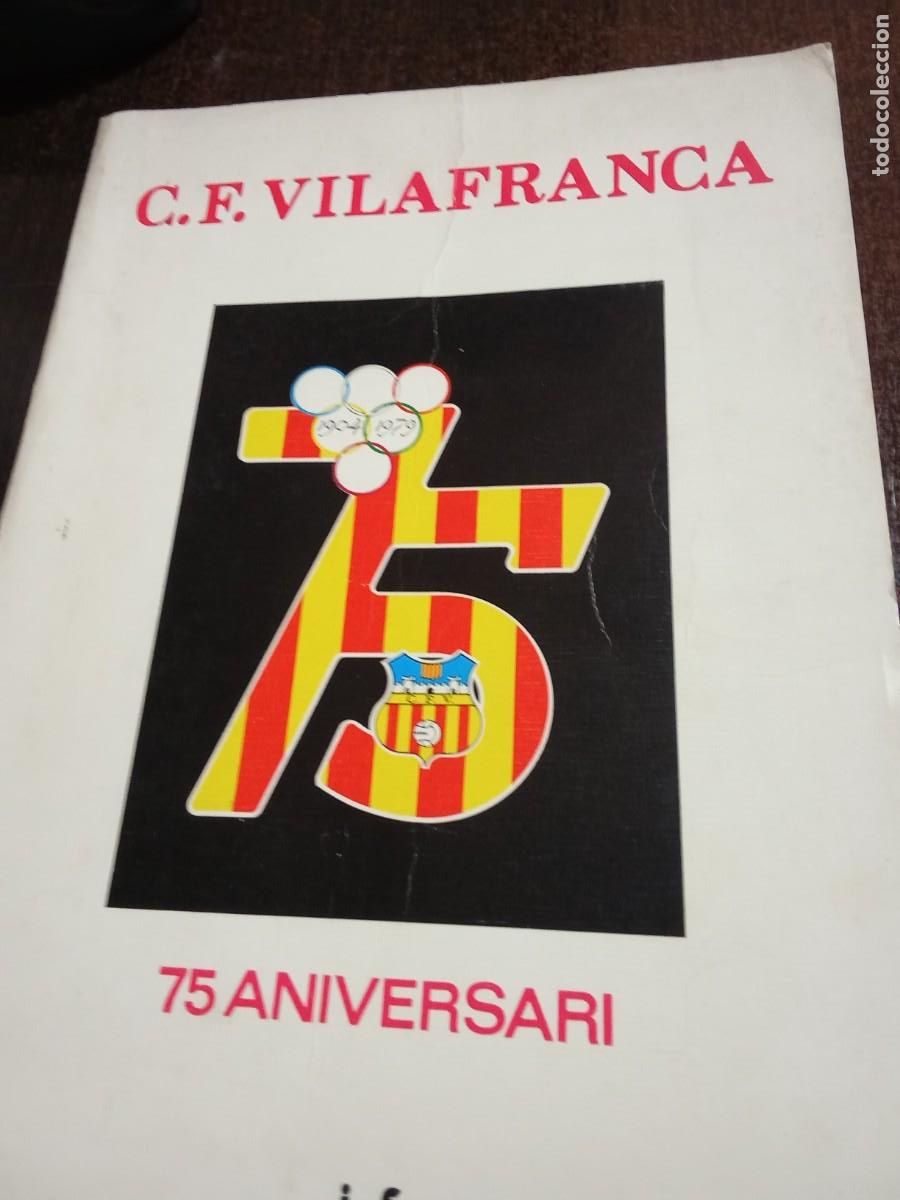 C.F. VILAFRANCA
1904 1979
75
C.F.V.
75 ANIVERSARI
todocoleccion